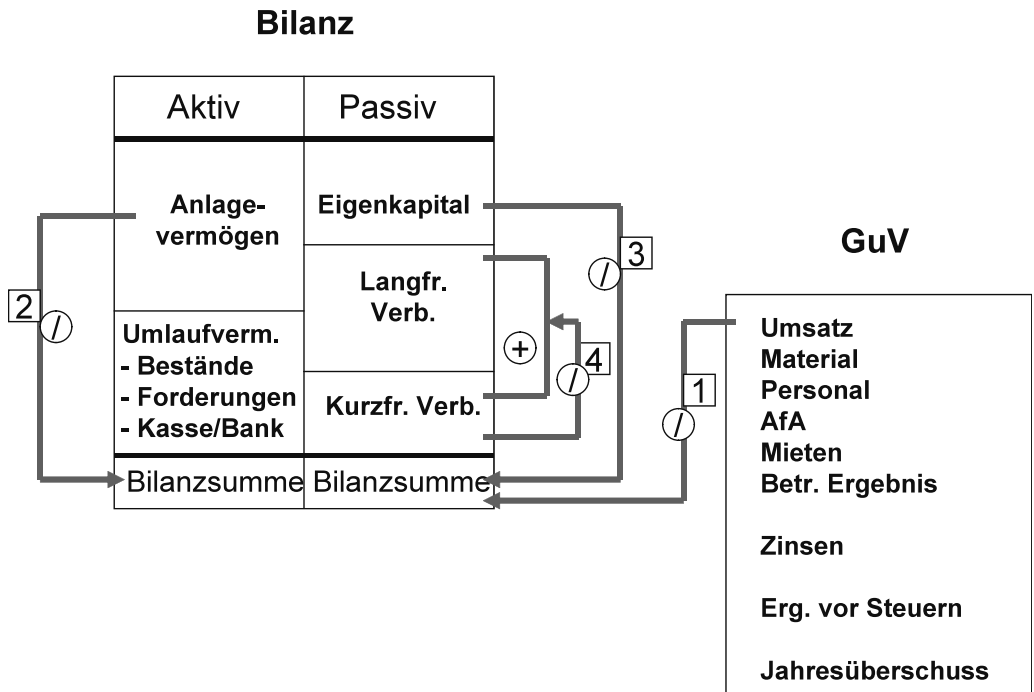 Bilanz
Aktiv
Passiv
Anlage-
vermögen
Eigenkapital
Langfr.
Verb.
Umlaufverm.
- Bestände
- Forderungen
- Kasse/Bank
Kurzfr. Verb.
Bilanzsumme
Bilanzsumme
2
/
+
3
/
4
/
1
/
GuV
Umsatz
Material
Personal
AfA
Mieten
Betr. Ergebnis
Zinsen
Erg. vor Steuern
Jahresüberschuss